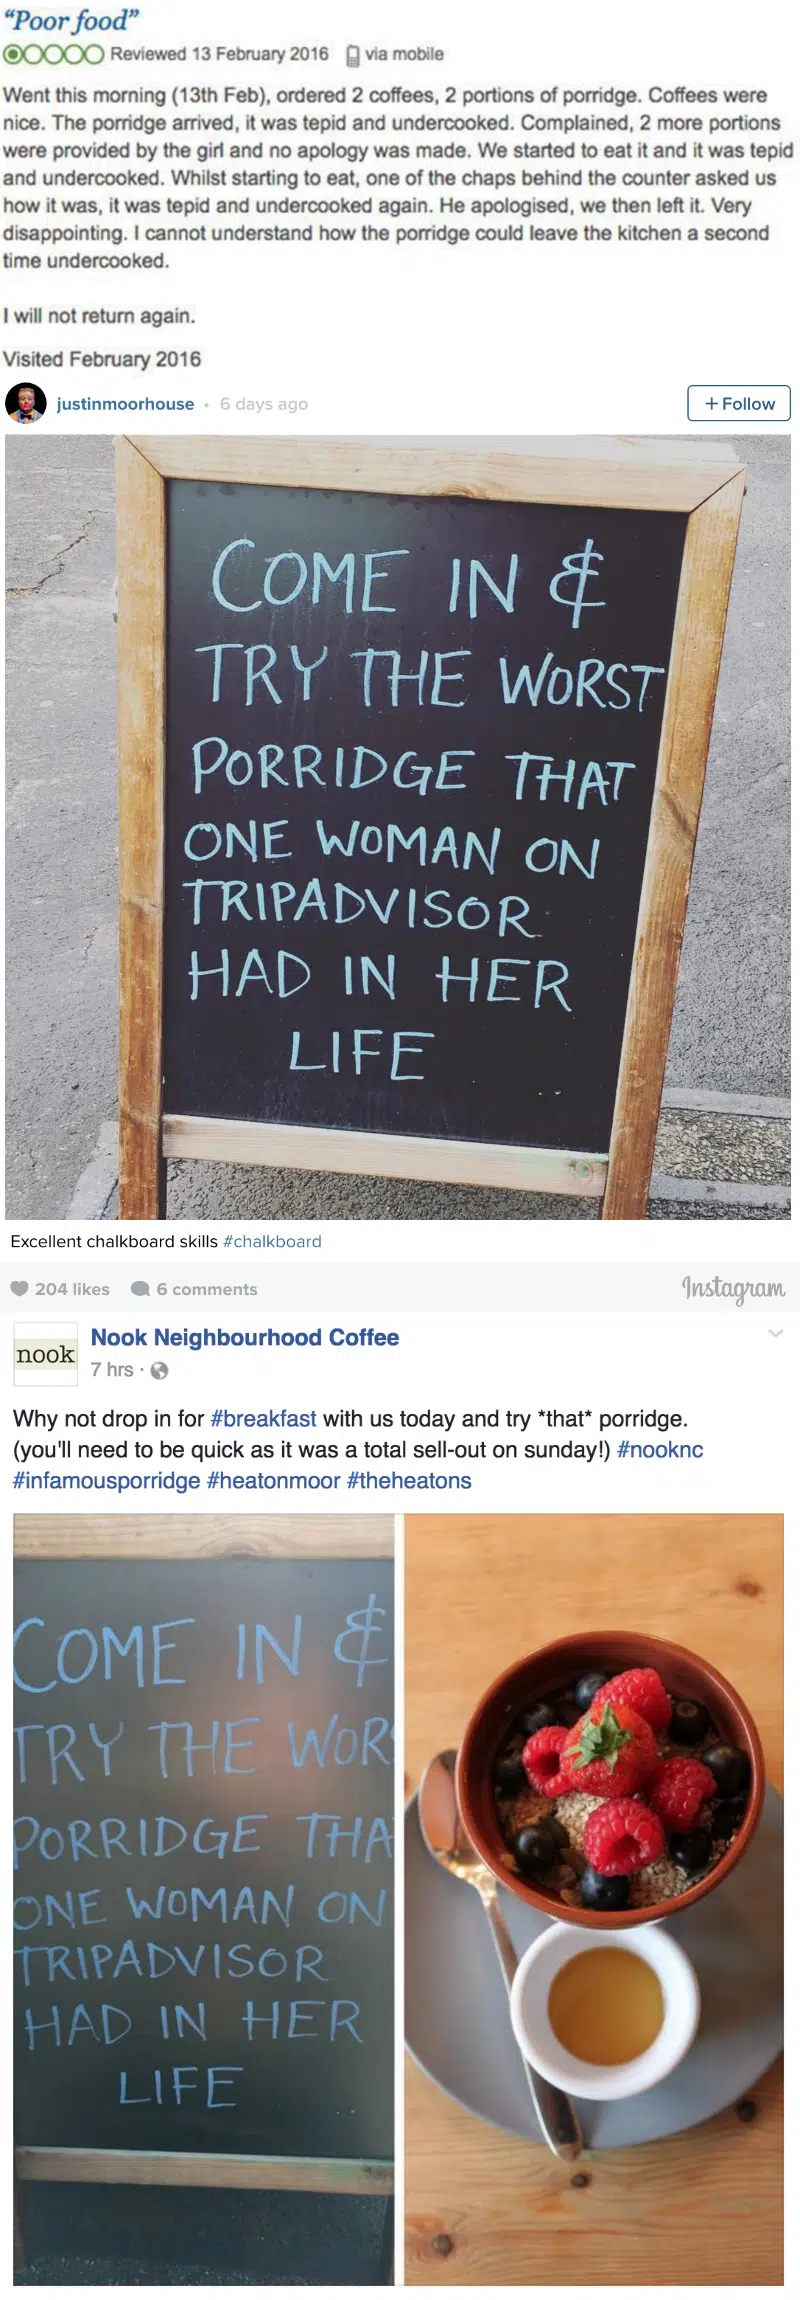 “Poor food”
Reviewed 13 February 2016 via mobile
Went this morning (13th Feb), ordered 2 coffees, 2 portions of porridge. Coffees were
nice. The porridge arrived, it was tepid and undercooked. Complained, 2 more portions
were provided by the girl and no apology was made. We started to eat it and it was tepid
and undercooked. Whilst starting to eat, one of the chaps behind the counter asked us
how it was, it was tepid and undercooked again. He apologised, we then left it. Very
disappointing. I cannot understand how the porridge could leave the kitchen a second
time undercooked.
I will not return again.
Visited February 2016
justinmoorhouse • 6 days ago
+ Follow
COME IN &
TRY THE WORST
PORRIDGE THAT
ONE WOMAN ON
TRIPADVISOR
HAD IN HER
LIFE
Excellent chalkboard skills #chalkboard
204 likes 6 comments Instagram
nook
Nook Neighbourhood Coffee
7 hrs ·
Why not drop in for #breakfast with us today and try *that* porridge.
(you'll need to be quick as it was a total sell-out on sunday!) #nooknc
#infamousporridge #heatonmoor #theheatons
COME IN &
TRY THE WOR
PORRIDGE THA
ONE WOMAN ON
TRIPADVISOR
HAD IN HER
LIFE